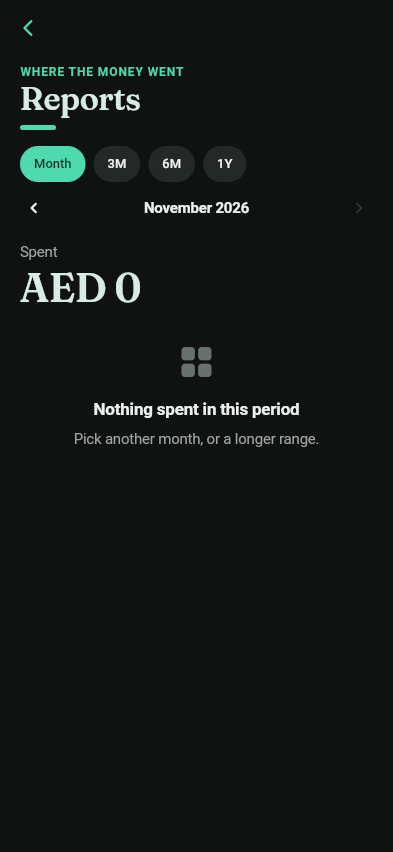 WHERE THE MONEY WENT
Reports
Month 3M 6M 1Y
November 2026
Spent
AED 0
Nothing spent in this period
Pick another month, or a longer range.